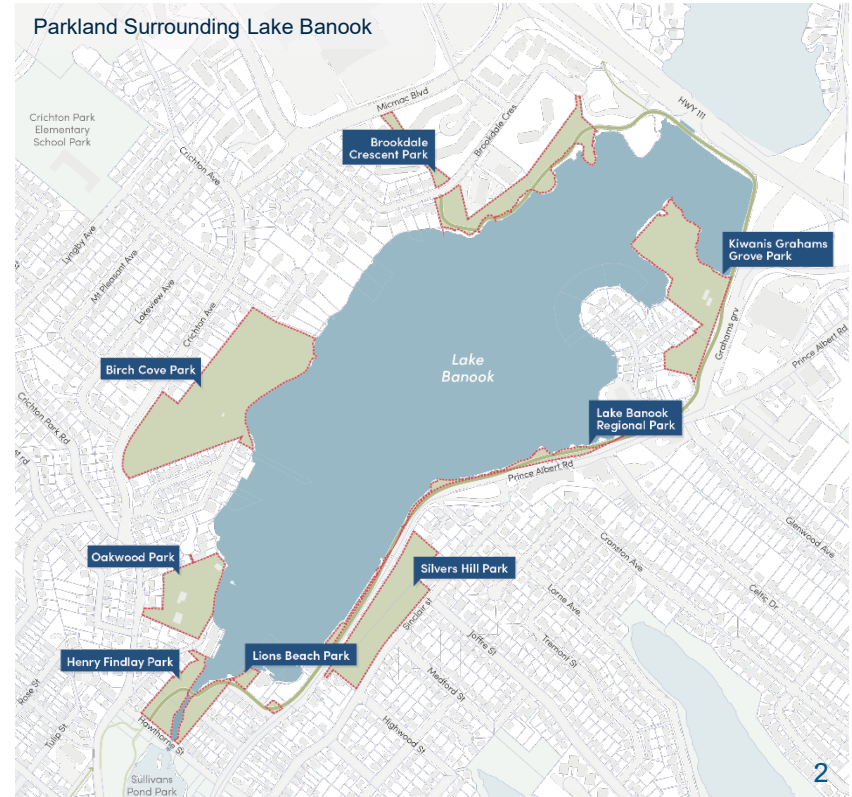 Parkland Surrounding Lake Banook
Micmac Blvd
HWY 111
Crichton Park
Elementary
School Park
Brookdale Cres.
Brookdale
Crescent Park
Crichton Ave
Kiwanis Grahams
Grove Park
Lyngby Ave
Mt Pleasant Ave
Lakeview Ave
Crichton Ave
Grahams grv
Prince Albert Rd
Lake
Banook
Birch Cove Park
Crichton Park Rd
Lake Banook
Regional Park
Prince Albert Rd
Glenwood Ave
Cranston Ave
Oakwood Park
Silvers Hill Park
Celtic Dr
Lorne Ave
Sinclair st
Joffre St
Tremont St
Henry Findlay Park
Lions Beach Park
Medford St
Rose St
Tulip St
Hawthorne St
Highwood St
Sullivans
Pond Park
2